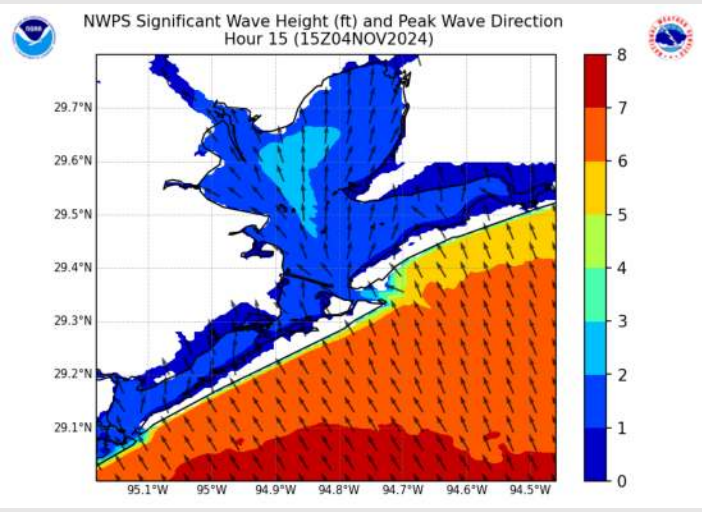 NWPS Significant Wave Height (ft) and Peak Wave Direction
Hour 15 (15Z04NOV2024)
NOAA
8
7
6
5
4
3
2
1
0
29.7°N
29.6°N
29.5°N
29.4°N
29.3°N
29.2°N
29.1°N
95.1°W 95°W 94.9°W 94.8°W 94.7°W 94.6°W 94.5°W